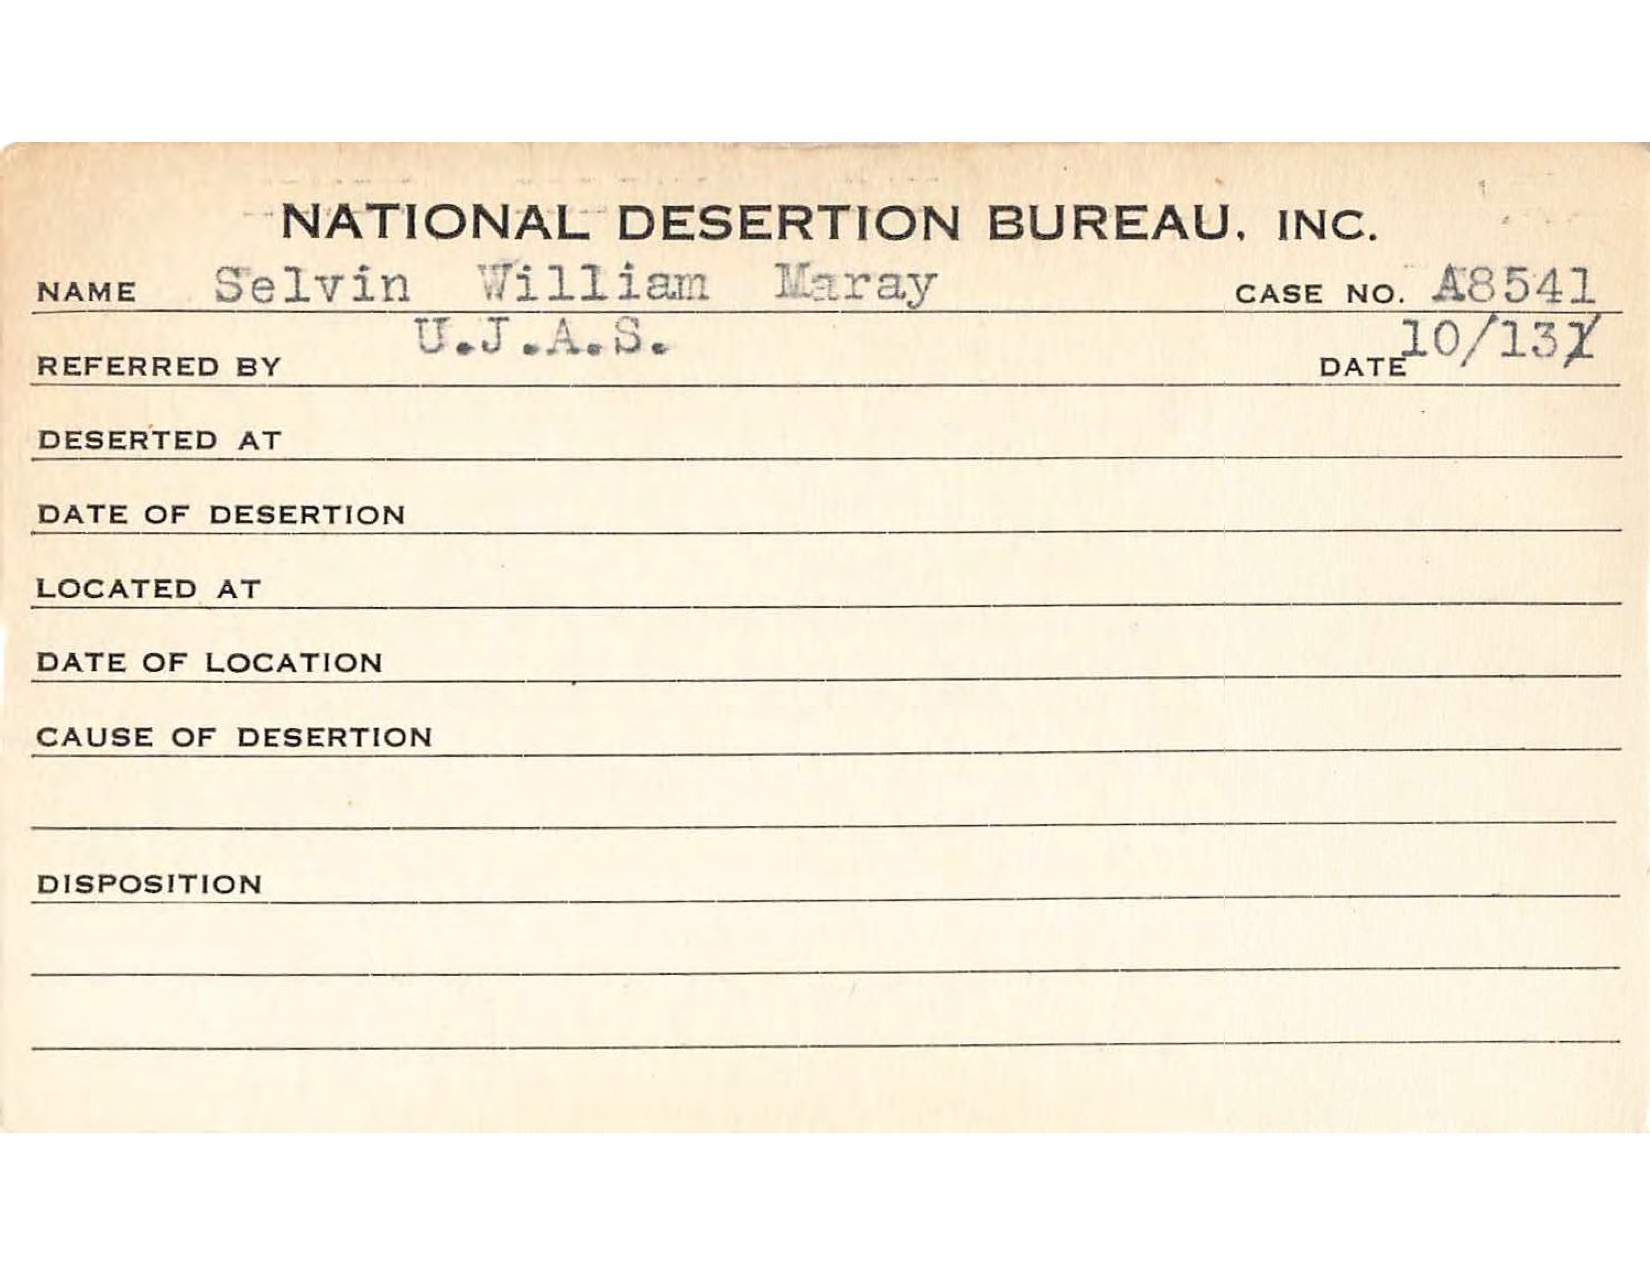 NATIONAL DESERTION BUREAU, INC.
NAME Selvin William Maray CASE NO. A8541
REFERRED BY U.J.A.S. DATE 10/131
DESERTED AT
DATE OF DESERTION
LOCATED AT
DATE OF LOCATION
CAUSE OF DESERTION
DISPOSITION